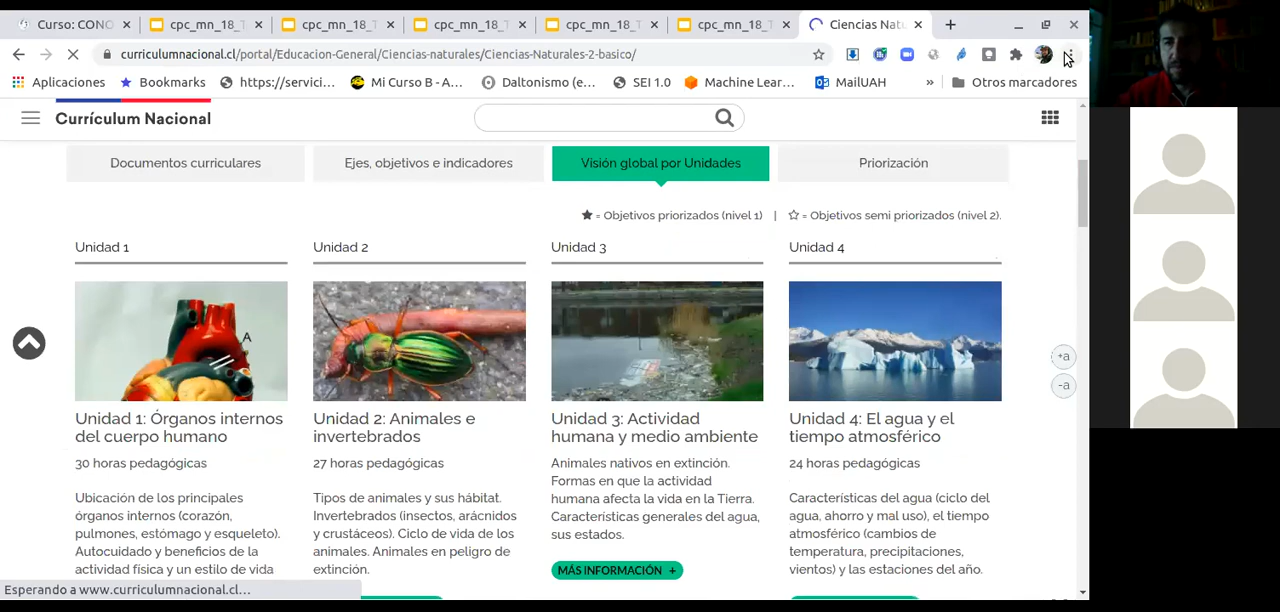 Curso: CONO
cpc_mn_18_T
cpc_mn_18_T
cpc_mn_18_T
cpc_mn_18_T
cpc_mn_18_T
Ciencias Natu
curriculumnacional.cl/portal/Educacion-General/Ciencias-naturales/Ciencias-Naturales-2-basico/
Aplicaciones
Bookmarks
https://servici...
Mi Curso B - A...
Daltonismo (e...
SEI 1.0
Machine Lear...
MailUAH
»
Otros marcadores
Currículum Nacional
Documentos curriculares
Ejes, objetivos e indicadores
Visión global por Unidades
Priorización
★ = Objetivos priorizados (nivel 1) | ☆ = Objetivos semi priorizados (nivel 2).
Unidad 1
Unidad 2
Unidad 3
Unidad 4
A
Unidad 1: Órganos internos
del cuerpo humano
30 horas pedagógicas
Ubicación de los principales
órganos internos (corazón,
pulmones, estómago y esqueleto).
Autocuidado y beneficios de la
actividad física y un estilo de vida
Unidad 2: Animales e
invertebrados
27 horas pedagógicas
Tipos de animales y sus hábitat.
Invertebrados (insectos, arácnidos
y crustáceos). Ciclo de vida de los
animales. Animales en peligro de
extinción.
Unidad 3: Actividad
humana y medio ambiente
Animales nativos en extinción.
Formas en que la actividad
humana afecta la vida en la Tierra.
Características generales del agua,
sus estados.
MÁS INFORMACIÓN +
Unidad 4: El agua y el
tiempo atmosférico
24 horas pedagógicas
Características del agua (ciclo del
agua, ahorro y mal uso), el tiempo
atmosférico (cambios de
temperatura, precipitaciones,
vientos) y las estaciones del año.
+a
-a
Esperando a www.curriculumnacional.cl...